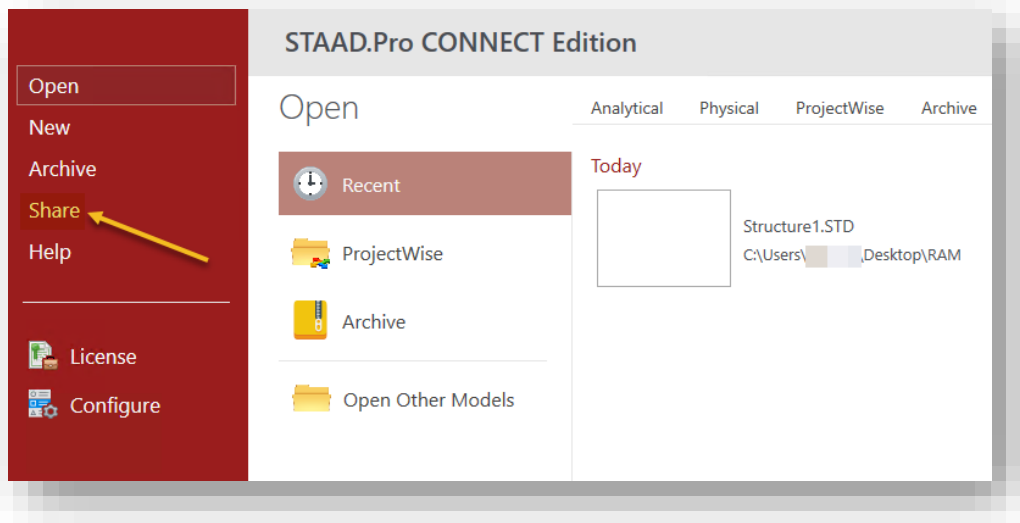 STAAD.Pro CONNECT Edition
Open
New
Archive
Share
Help
License
Configure
Open
Recent
ProjectWise
Archive
Open Other Models
Analytical Physical ProjectWise Archive
Today
Structure1.STD
C:\Users\ \Desktop\RAM